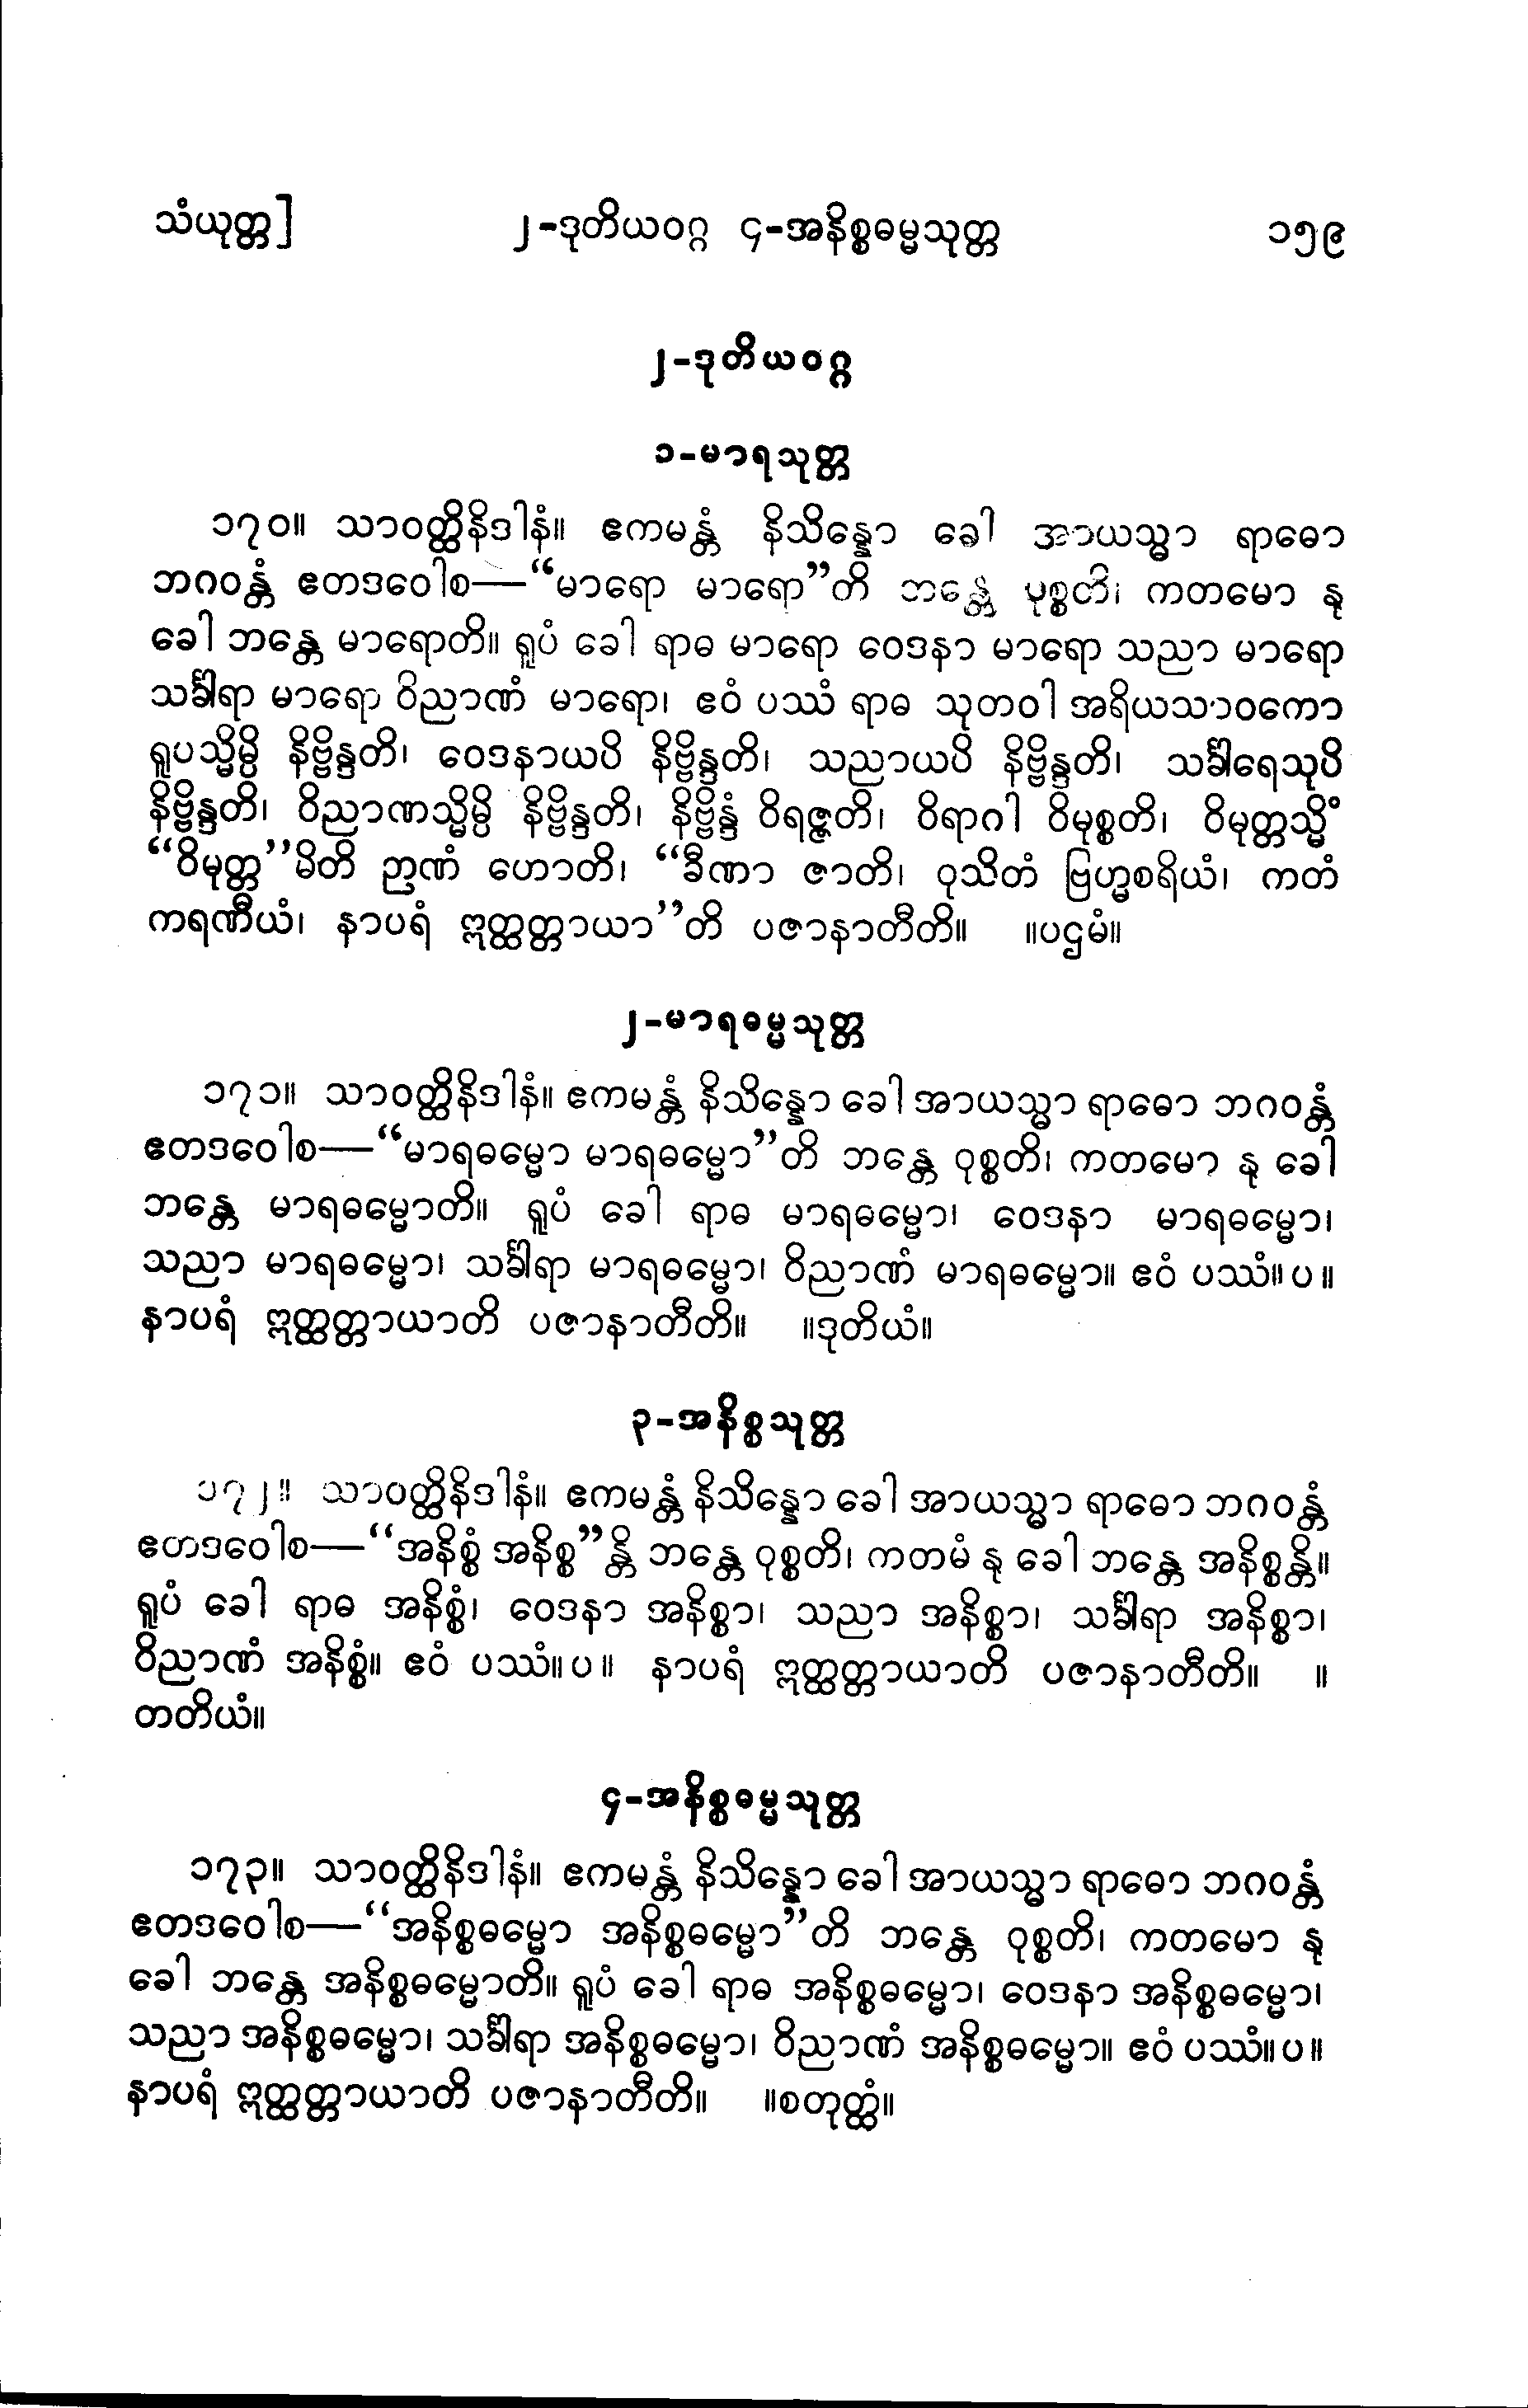 သံယုတ္တ] ၂-ဒုတိယဝဂ္ဂ ၄-အနိစ္စဓမ္မသုတ္တ ၁၅၉
၂-ဒုတိယဝဂ္ဂ
၁-မာရသုတ္တ
၁၇၀။ သာဝတ္ထိနိဒါနံ။ ဧကမန္တံ နိသိန္နော ခေါ အာယသ္မာ ရာဓော
ဘဂဝန္တံ ဧတဒဝေါစ—“မာရော မာရော”တိ ဘန္တေ ပုစ္စတိ၊ ကတမော နု
ခေါ ဘန္တေ မာရောတိ။ ရူပံ ခေါ ရာဓ မာရော ဝေဒနာ မာရော သညာ မာရော
သင်္ခါရာ မာရော ဝိညာဏံ မာရော၊ ဧဝံ ပဿံ ရာဓ သုတဝါ အရိယသာဝကော
ရူပသ္မိမ္ပိ နိဗ္ဗိန္ဒတိ၊ ဝေဒနာယပိ နိဗ္ဗိန္ဒတိ၊ သညာယပိ နိဗ္ဗိန္ဒတိ၊ သင်္ခါရေသုပိ
နိဗ္ဗိန္ဒတိ၊ ဝိညာဏသ္မိမ္ပိ နိဗ္ဗိန္ဒတိ၊ နိဗ္ဗိန္ဒံ ဝိရဇ္ဇတိ၊ ဝိရာဂါ ဝိမုစ္စတိ၊ ဝိမုတ္တသ္မိံ
“ဝိမုတ္တ”မိတိ ဉာဏံ ဟောတိ၊ “ခီဏာ ဇာတိ၊ ဝုသိတံ ဗြဟ္မစရိယံ၊ ကတံ
ကရဏီယံ၊ နာပရံ ဣတ္ထတ္တာယာ”တိ ပဇာနာတီတိ။ ။ပဌမံ။
၂-မာရဓမ္မသုတ္တ
၁၇၁။ သာဝတ္ထိနိဒါနံ။ ဧကမန္တံ နိသိန္နော ခေါ အာယသ္မာ ရာဓော ဘဂဝန္တံ
ဧတဒဝေါစ—“မာရဓမ္မော မာရဓမ္မော”တိ ဘန္တေ ဝုစ္စတိ၊ ကတမော နု ခေါ
ဘန္တေ မာရဓမ္မောတိ။ ရူပံ ခေါ ရာဓ မာရဓမ္မော၊ ဝေဒနာ မာရဓမ္မော၊
သညာ မာရဓမ္မော၊ သင်္ခါရာ မာရဓမ္မော၊ ဝိညာဏံ မာရဓမ္မော။ ဧဝံ ပဿံ။ပ။
နာပရံ ဣတ္ထတ္တာယာတိ ပဇာနာတီတိ။ ။ဒုတိယံ။
၃-အနိစ္စသုတ္တ
၁၇၂။ သာဝတ္ထိနိဒါနံ။ ဧကမန္တံ နိသိန္နော ခေါ အာယသ္မာ ရာဓော ဘဂဝန္တံ
ဧတဒဝေါစ—“အနိစ္စံ အနိစ္စ”န္တိ ဘန္တေ ဝုစ္စတိ၊ ကတမံ နု ခေါ ဘန္တေ အနိစ္စန္တိ။
ရူပံ ခေါ ရာဓ အနိစ္စံ၊ ဝေဒနာ အနိစ္စာ၊ သညာ အနိစ္စာ၊ သင်္ခါရာ အနိစ္စာ၊
ဝိညာဏံ အနိစ္စံ။ ဧဝံ ပဿံ။ပ။ နာပရံ ဣတ္ထတ္တာယာတိ ပဇာနာတီတိ။ ။
တတိယံ။
၄-အနိစ္စဓမ္မသုတ္တ
၁၇၃။ သာဝတ္ထိနိဒါနံ။ ဧကမန္တံ နိသိန္နော ခေါ အာယသ္မာ ရာဓော ဘဂဝန္တံ
ဧတဒဝေါစ—“အနိစ္စဓမ္မော အနိစ္စဓမ္မော”တိ ဘန္တေ ဝုစ္စတိ၊ ကတမော နု
ခေါ ဘန္တေ အနိစ္စဓမ္မောတိ။ ရူပံ ခေါ ရာဓ အနိစ္စဓမ္မော၊ ဝေဒနာ အနိစ္စဓမ္မော၊
သညာ အနိစ္စဓမ္မော၊ သင်္ခါရာ အနိစ္စဓမ္မော၊ ဝိညာဏံ အနိစ္စဓမ္မော။ ဧဝံ ပဿံ။ပ။
နာပရံ ဣတ္ထတ္တာယာတိ ပဇာနာတီတိ။ ။စတုတ္ထံ။